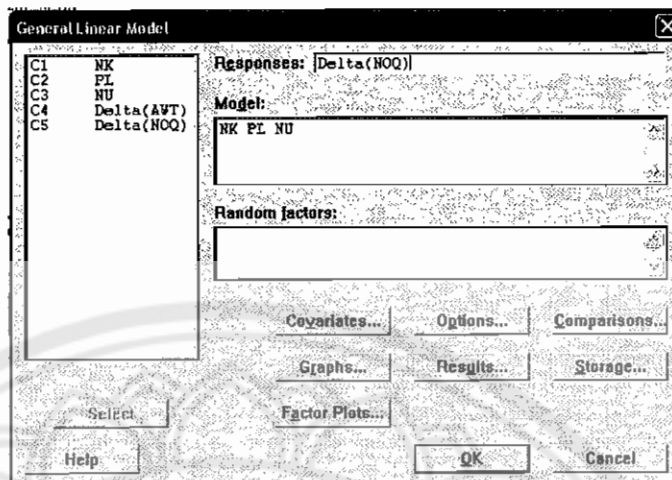 General Linear Model
C1 NK
C2 PL
C3 NU
C4 Delta(AWT)
C5 Delta(NOQ)
Responses: Delta(NOQ)
Model:
NK PL NU
Random factors:
Covariates... Options... Comparisons...
Graphs... Results... Storage...
Select Factor Plots...
Help OK Cancel